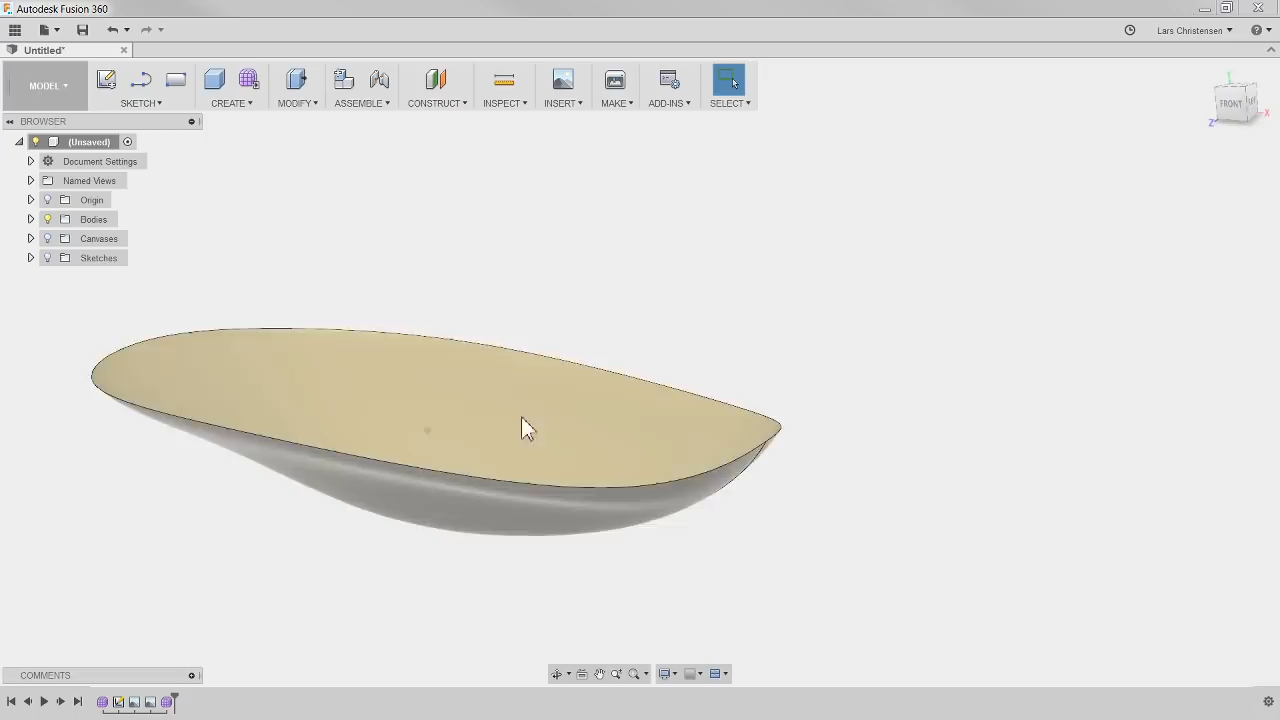 Autodesk Fusion 360
Lars Christensen
Untitled*
MODEL
SKETCH
CREATE
MODIFY
ASSEMBLE
CONSTRUCT
INSPECT
INSERT
MAKE
ADD-INS
SELECT
FRONT
X
Z
BROWSER
(Unsaved)
Document Settings
Named Views
Origin
Bodies
Canvases
Sketches
COMMENTS